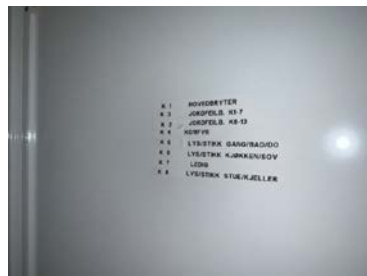 K 1 HOVEDBRYTER
K 3 JORDFEILB. K1-7
K 2 JORDFEILB. K8-13
K 4 KOMFYR
K 5 LYS/STIKK GANG/BAD/DO
K 6 LYS/STIKK KJØKKEN/SOV
K 7 LEDIG
K 8 LYS/STIKK STUE/KJELLER